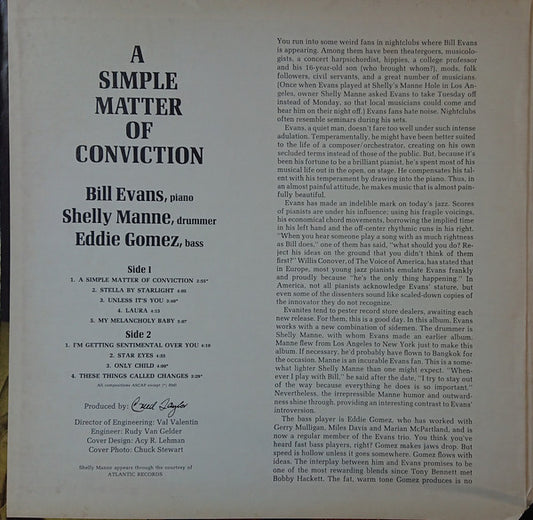 A
SIMPLE
MATTER
OF
CONVICTION
Bill Evans, piano
Shelly Manne, drummer
Eddie Gomez, bass
Side 1
1. A SIMPLE MATTER OF CONVICTION 3:55*
2. STELLA BY STARLIGHT 5:05
3. UNLESS IT'S YOU 3:40*
4. LAURA 4:33
5. MY MELANCHOLY BABY 5:07
Side 2
1. I'M GETTING SENTIMENTAL OVER YOU 4:19
2. STAR EYES 4:55
3. ONLY CHILD 4:00*
4. THESE THINGS CALLED CHANGES 5:29*
All compositions ASCAP except (*) BMI
Produced by: Creed Taylor
Director of Engineering: Val Valentin
Engineer: Rudy Van Gelder
Cover Design: Acy R. Lehman
Cover Photo: Chuck Stewart
Shelly Manne appears through the courtesy of
ATLANTIC RECORDS
You run into some weird fans in nightclubs where Bill Evans
is appearing. Among them have been theatergoers, musicolo-
gists, a concert harpsichordist, hippies, a college professor
and his 16-year-old son (who brought whom?), mods, folk
followers, civil servants, and a great number of musicians.
(Once when Evans played at Shelly's Manne Hole in Los An-
geles, owner Shelly Manne asked Evans to take Tuesday off
instead of Monday, so that local musicians could come and
hear him on their night off.) Evans fans hate noise. Nightclubs
often resemble seminars during his sets.
Evans, a quiet man, doesn't fare too well under such intense
adulation. Temperamentally, he might have been better suited
to the life of a composer/orchestrator, creating on his own
secluded terms instead of those of the public. But, because it's
been his fortune to be a brilliant pianist, he's spent most of his
musical life out in the open, on stage. He compensates his tal-
ent with his temperament by drawing into the piano. Thus, in
an almost painful attitude, he makes music that is almost pain-
fully beautiful.
Evans has made an indelible mark on today's jazz. Scores
of pianists are under his influence; using his fragile voicings,
his economical chord movements, borrowing the implied time
in his left hand and the off-center rhythmic runs in his right.
"When you hear someone play a song with as much rightness
as Bill does," one of them has said, "what should you do? Re-
ject his ideas on the ground that you didn't think of them
first?" Willis Conover, of The Voice of America, has stated that
in Europe, most young jazz pianists emulate Evans frankly
and proudly because "he's the only thing happening." In
America, not all pianists acknowledge Evans' stature, but
even some of the dissenters sound like scaled-down copies of
the innovator they do not recognize.
Evanites tend to pester record store dealers, awaiting each
new release. For them, this is a good day. In this album, Evans
works with a new combination of sidemen. The drummer is
Shelly Manne, with whom Evans made an earlier album.
Manne flew from Los Angeles to New York just to make this
album. If necessary, he'd probably have flown to Bangkok for
the occasion. Manne is an incurable Evans fan. This is a some-
what lighter Shelly Manne than one might expect. "When-
ever I play with Bill," he said after the date, "I try to stay out
of the way because everything he does is so important."
Nevertheless, the irrepressible Manne humor and outward-
ness shine through, providing an interesting contrast to Evans'
introversion.
The bass player is Eddie Gomez, who has worked with
Gerry Mulligan, Miles Davis and Marian McPartland, and is
now a regular member of the Evans trio. You think you've
heard fast bass players, right? Gomez makes jaws drop. But
speed is hollow unless it goes somewhere. Gomez flows with
ideas. The interplay between him and Evans promises to be
one of the most rewarding blends since Tony Bennett met
Bobby Hackett. The fat, warm tone Gomez produces is no